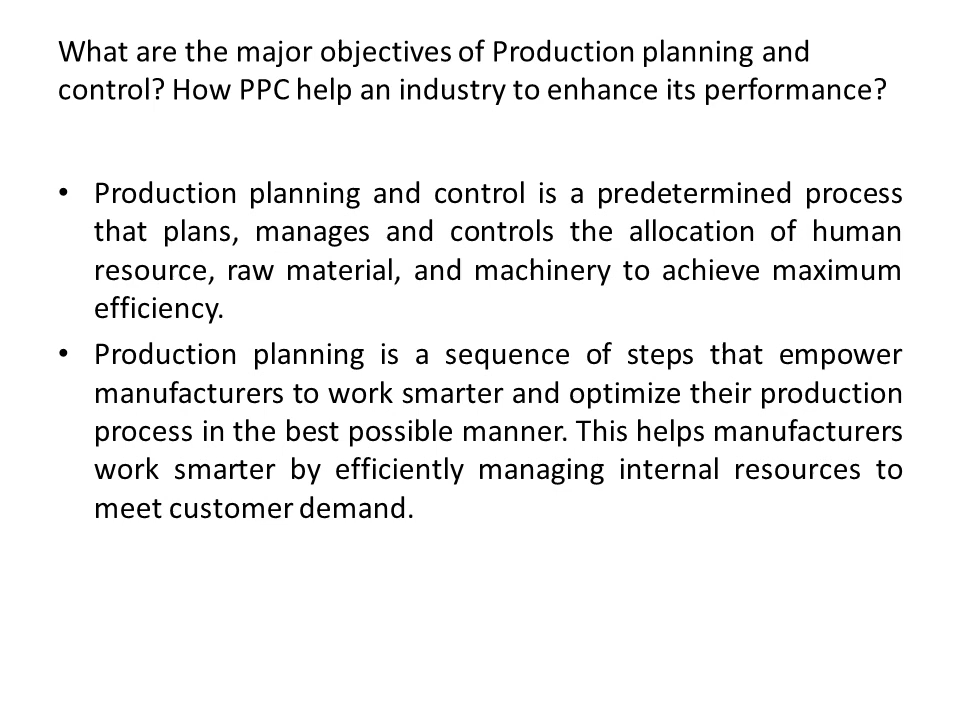 What are the major objectives of Production planning and
control? How PPC help an industry to enhance its performance?
• Production planning and control is a predetermined process
that plans, manages and controls the allocation of human
resource, raw material, and machinery to achieve maximum
efficiency.
• Production planning is a sequence of steps that empower
manufacturers to work smarter and optimize their production
process in the best possible manner. This helps manufacturers
work smarter by efficiently managing internal resources to
meet customer demand.